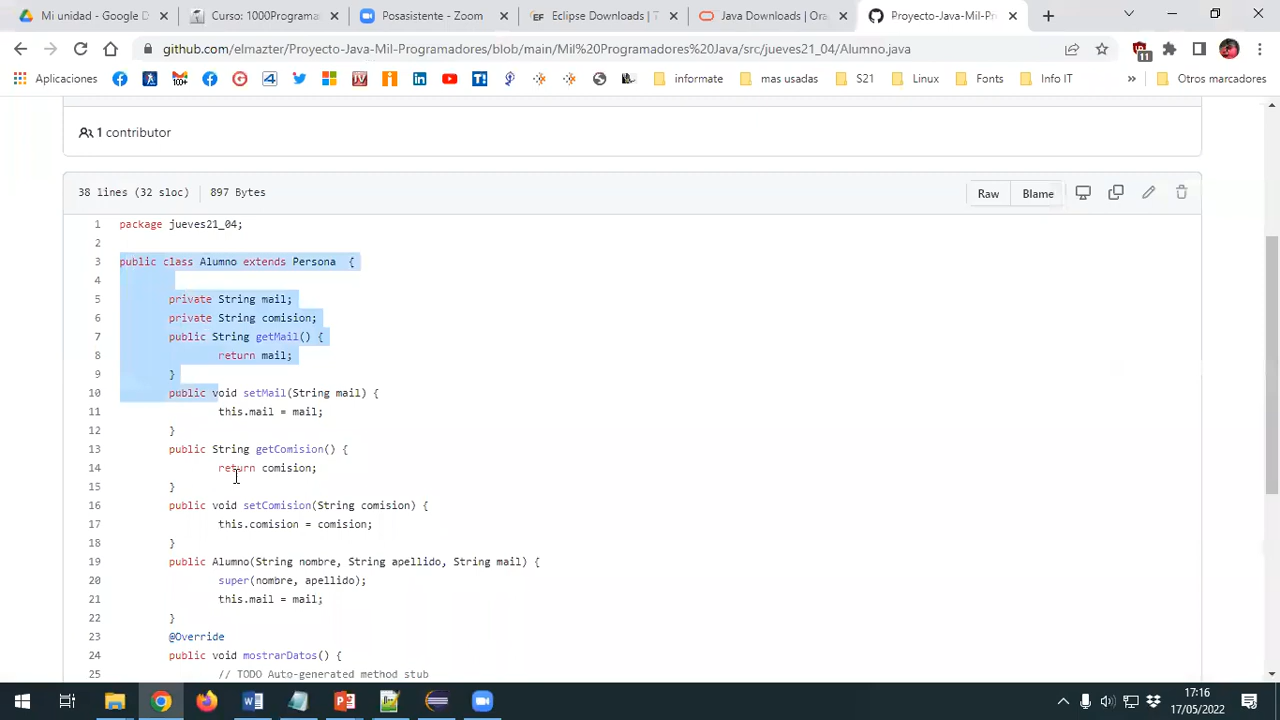 Mi unidad - Google D
Curso: 1000Programa
Posasistente - Zoom
Eclipse Downloads | T
Java Downloads | Ora
Proyecto-Java-Mil-Pr
github.com/elmazter/Proyecto-Java-Mil-Programadores/blob/main/Mil%20Programadores%20Java/src/jueves21_04/Alumno.java
11
Aplicaciones
informate
mas usadas
S21
Linux
Fonts
Info IT
»
Otros marcadores
1 contributor
38 lines (32 sloc) 897 Bytes
Raw
Blame
1 package jueves21_04;
2
3 public class Alumno extends Persona {
4
5 private String mail;
6 private String comision;
7 public String getMail() {
8 return mail;
9 }
10 public void setMail(String mail) {
11 this.mail = mail;
12 }
13 public String getComision() {
14 return comision;
15 }
16 public void setComision(String comision) {
17 this.comision = comision;
18 }
19 public Alumno(String nombre, String apellido, String mail) {
20 super(nombre, apellido);
21 this.mail = mail;
22 }
23 @Override
24 public void mostrarDatos() {
25 // TODO Auto-generated method stub
17:16
17/05/2022